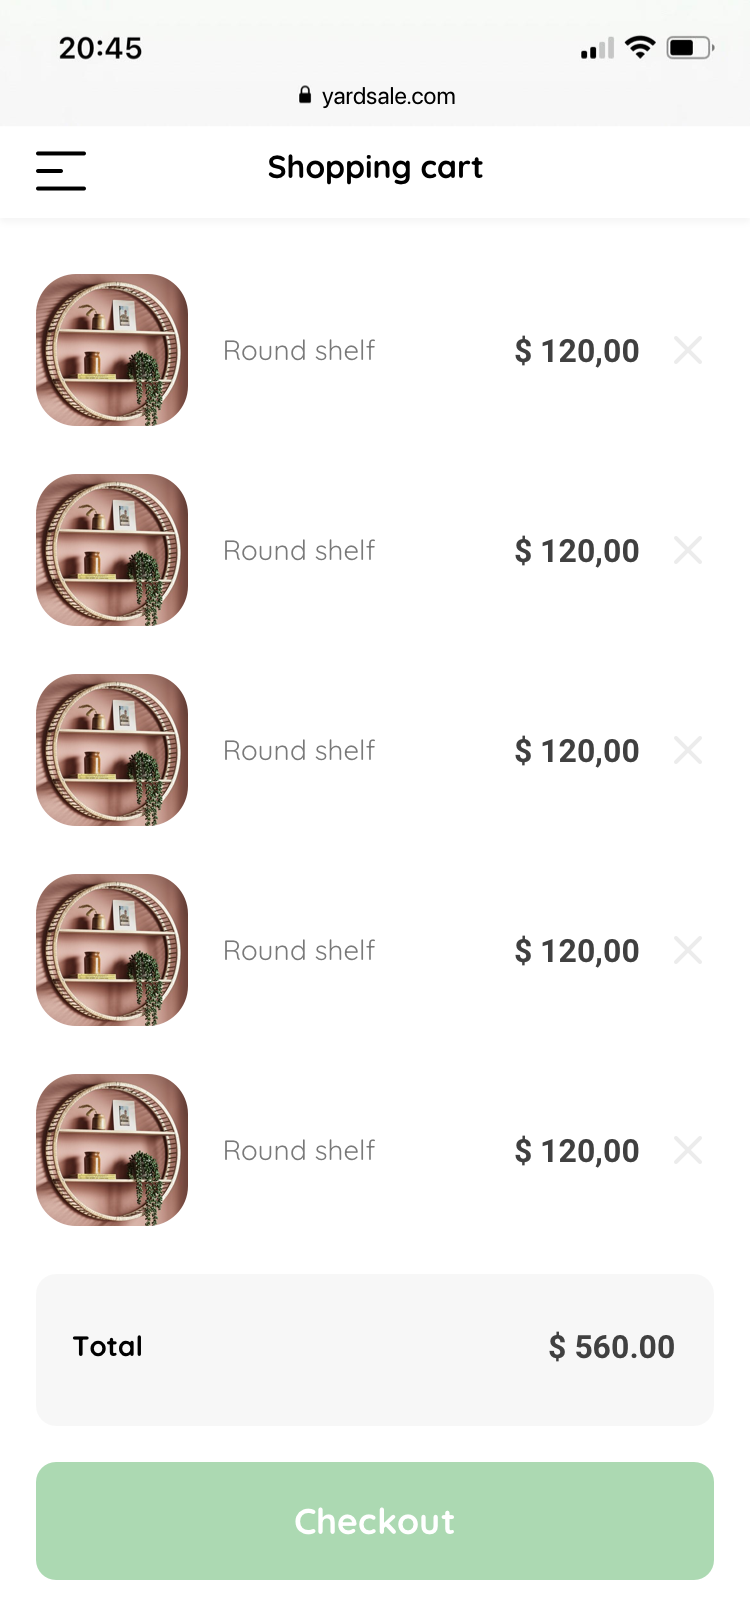 20:45
yardsale.com
Shopping cart
Round shelf $ 120,00
Round shelf $ 120,00
Round shelf $ 120,00
Round shelf $ 120,00
Round shelf $ 120,00
Total $ 560.00
Checkout